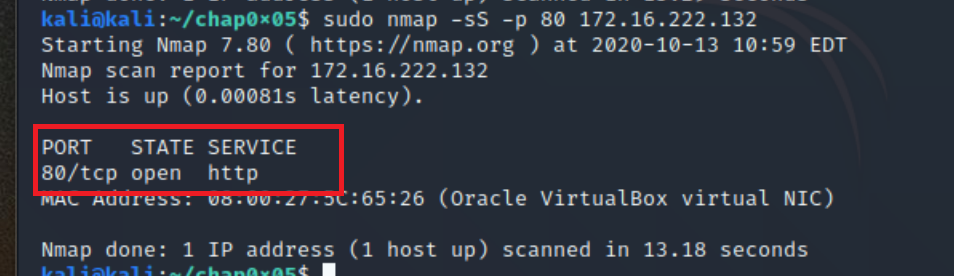 kali@kali:~/chap0×05$ sudo nmap -sS -p 80 172.16.222.132
Starting Nmap 7.80 ( https://nmap.org ) at 2020-10-13 10:59 EDT
Nmap scan report for 172.16.222.132
Host is up (0.00081s latency).
PORT   STATE SERVICE
80/tcp open  http
MAC Address: 08:00:27:5C:65:26 (Oracle VirtualBox virtual NIC)
Nmap done: 1 IP address (1 host up) scanned in 13.18 seconds
kali@kali:~/chap0×05$